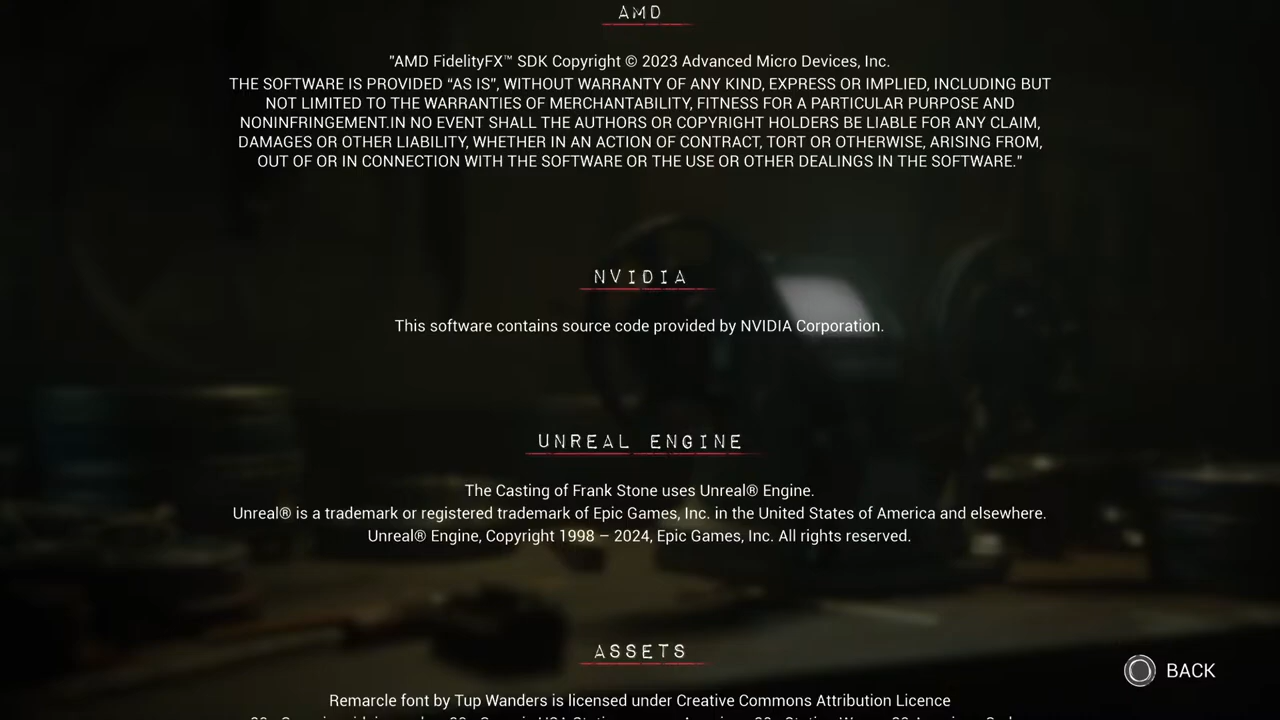 AMD
"AMD FidelityFX™ SDK Copyright © 2023 Advanced Micro Devices, Inc.
THE SOFTWARE IS PROVIDED “AS IS”, WITHOUT WARRANTY OF ANY KIND, EXPRESS OR IMPLIED, INCLUDING BUT
NOT LIMITED TO THE WARRANTIES OF MERCHANTABILITY, FITNESS FOR A PARTICULAR PURPOSE AND
NONINFRINGEMENT.IN NO EVENT SHALL THE AUTHORS OR COPYRIGHT HOLDERS BE LIABLE FOR ANY CLAIM,
DAMAGES OR OTHER LIABILITY, WHETHER IN AN ACTION OF CONTRACT, TORT OR OTHERWISE, ARISING FROM,
OUT OF OR IN CONNECTION WITH THE SOFTWARE OR THE USE OR OTHER DEALINGS IN THE SOFTWARE.”
NVIDIA
This software contains source code provided by NVIDIA Corporation.
UNREAL ENGINE
The Casting of Frank Stone uses Unreal® Engine.
Unreal® is a trademark or registered trademark of Epic Games, Inc. in the United States of America and elsewhere.
Unreal® Engine, Copyright 1998 – 2024, Epic Games, Inc. All rights reserved.
ASSETS
BACK
Remarcle font by Tup Wanders is licensed under Creative Commons Attribution Licence